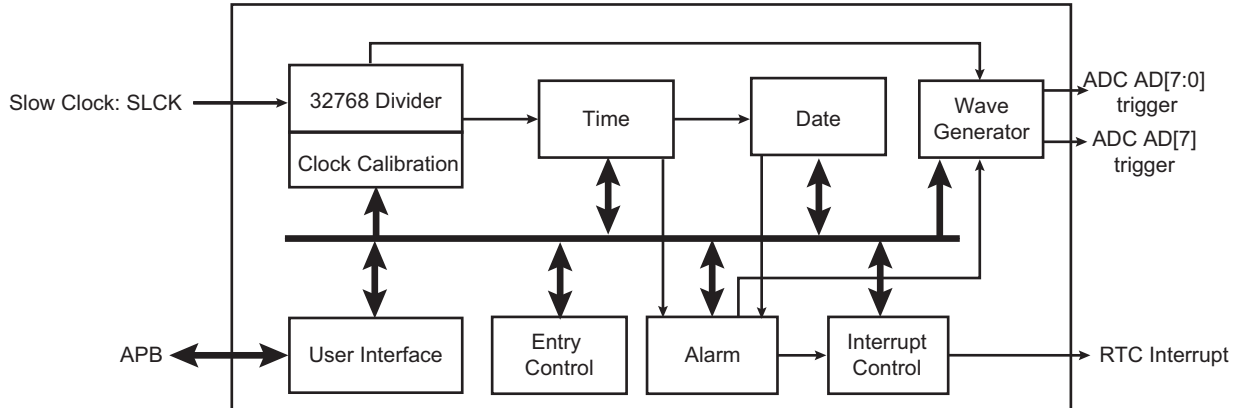 Slow Clock: SLCK
32768 Divider
Clock Calibration
Time
Date
Wave
Generator
ADC AD[7:0]
trigger
ADC AD[7]
trigger
APB
User Interface
Entry
Control
Alarm
Interrupt
Control
RTC Interrupt